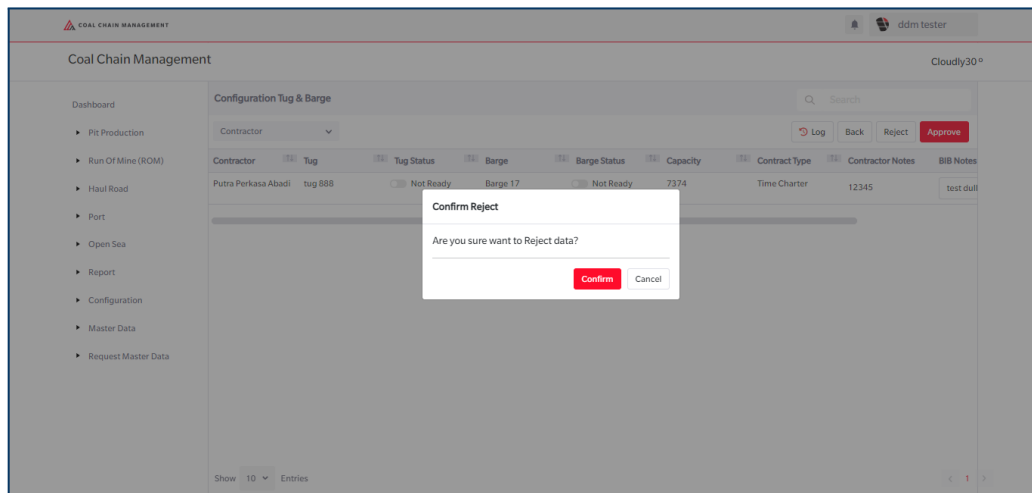 COAL CHAIN MANAGEMENT
ddm tester
Coal Chain Management
Cloudly30°
Dashboard
Pit Production
Run Of Mine (ROM)
Haul Road
Port
Open Sea
Report
Configuration
Master Data
Request Master Data
Configuration Tug & Barge
Search
Contractor
Log Back Reject Approve
Contractor Tug Tug Status Barge Barge Status Capacity Contract Type Contractor Notes BIB Notes
Putra Perkasa Abadi tug 888 Not Ready Barge 17 Not Ready 7374 Time Charter 12345 test dull
Confirm Reject
Are you sure want to Reject data?
Confirm Cancel
Show 10 Entries
1